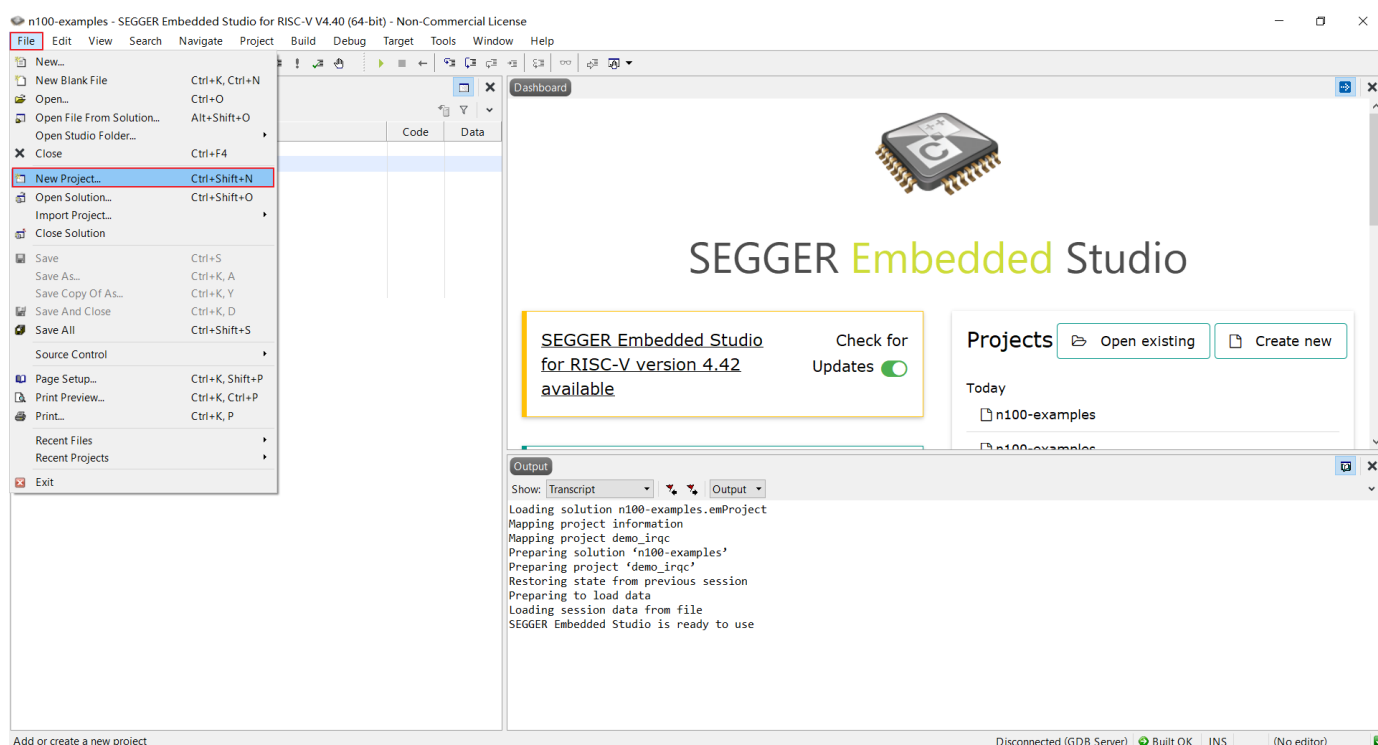 n100-examples - SEGGER Embedded Studio for RISC-V V4.40 (64-bit) - Non-Commercial License
File Edit View Search Navigate Project Build Debug Target Tools Window Help
New...
New Blank File Ctrl+K, Ctrl+N
Open... Ctrl+O
Open File From Solution... Alt+Shift+O
Open Studio Folder...
Close Ctrl+F4
New Project... Ctrl+Shift+N
Open Solution... Ctrl+Shift+O
Import Project...
Close Solution
Save Ctrl+S
Save As... Ctrl+K, A
Save Copy Of As... Ctrl+K, Y
Save And Close Ctrl+K, D
Save All Ctrl+Shift+S
Source Control
Page Setup... Ctrl+K, Shift+P
Print Preview... Ctrl+K, Ctrl+P
Print... Ctrl+K, P
Recent Files
Recent Projects
Exit
Code Data
Dashboard
C
SEGGER Embedded Studio
SEGGER Embedded Studio
for RISC-V version 4.42
available
Check for
Updates
Projects Open existing Create new
Today
n100-examples
n100-examples
Output
Show: Transcript Output
Loading solution n100-examples.emProject
Mapping project information
Mapping project demo_irqc
Preparing solution ‘n100-examples’
Preparing project ‘demo_irqc’
Restoring state from previous session
Preparing to load data
Loading session data from file
SEGGER Embedded Studio is ready to use
Add or create a new project
Disconnected (GDB Server) Built OK INS (No editor)